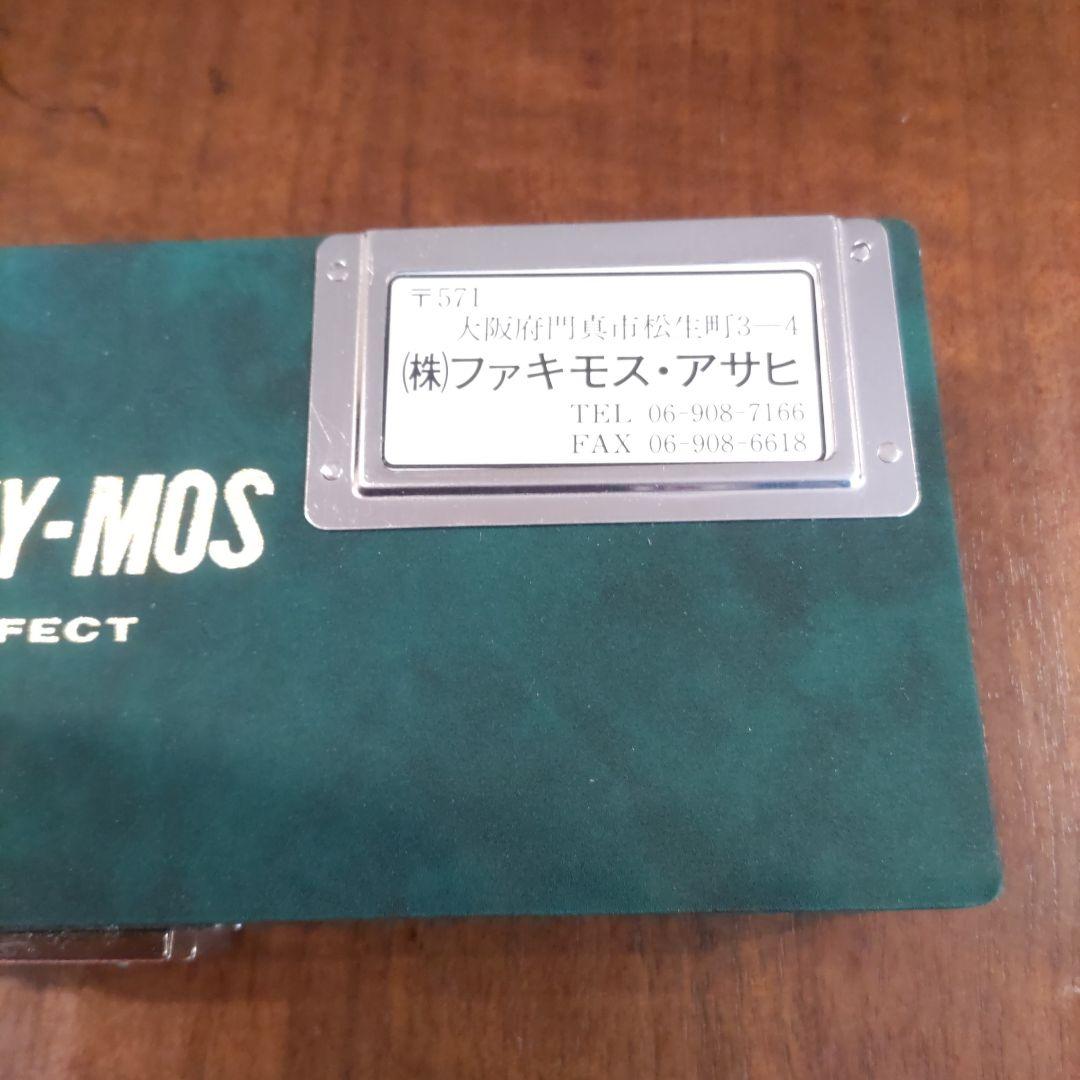 〒571
大阪府門真市松生町3—4
㈱ファキモス・アサヒ
TEL 06-908-7166
FAX 06-908-6618
Y-MOS
FECT